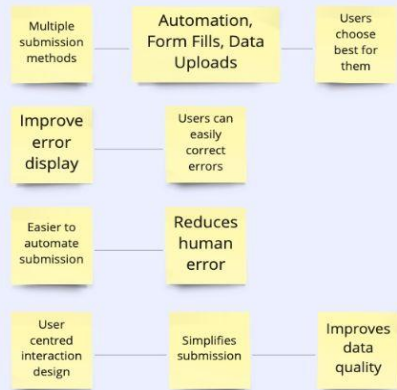 Multiple
submission
methods
Automation,
Form Fills, Data
Uploads
Users
choose
best for
them
Improve
error
display
Users can
easily
correct
errors
Easier to
automate
submission
Reduces
human
error
User
centred
interaction
design
Simplifies
submission
Improves
data
quality